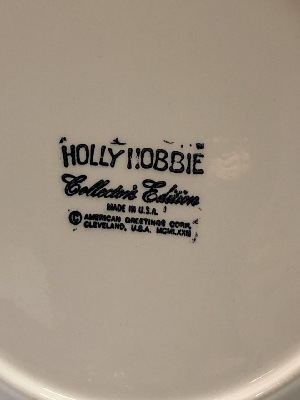 HOLLY HOBBIE
Collector's Edition
MADE IN U.S.A.
© AMERICAN GREETINGS CORP.
CLEVELAND, U.S.A.